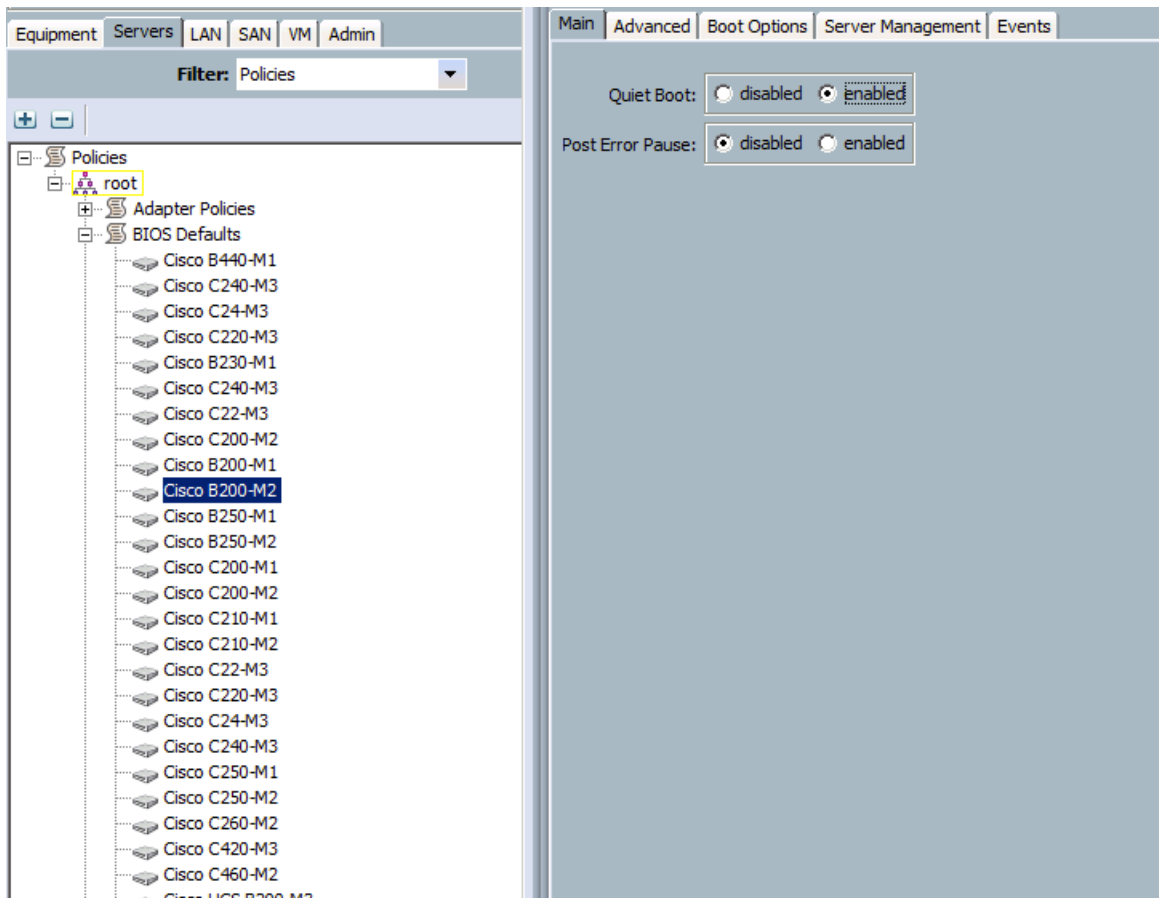 Equipment Servers LAN SAN VM Admin
Filter: Policies
Policies
root
Adapter Policies
BIOS Defaults
Cisco B440-M1
Cisco C240-M3
Cisco C24-M3
Cisco C220-M3
Cisco B230-M1
Cisco C240-M3
Cisco C22-M3
Cisco C200-M2
Cisco B200-M1
Cisco B200-M2
Cisco B250-M1
Cisco B250-M2
Cisco C200-M1
Cisco C200-M2
Cisco C210-M1
Cisco C210-M2
Cisco C22-M3
Cisco C220-M3
Cisco C24-M3
Cisco C240-M3
Cisco C250-M1
Cisco C250-M2
Cisco C260-M2
Cisco C420-M3
Cisco C460-M2
Main Advanced Boot Options Server Management Events
Quiet Boot: disabled enabled
Post Error Pause: disabled enabled